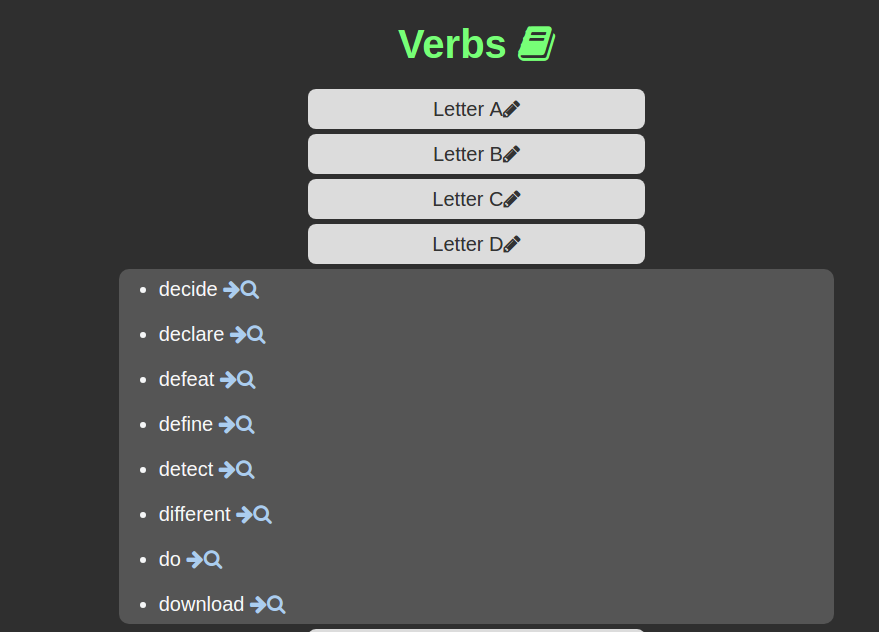 Verbs
Letter A
Letter B
Letter C
Letter D
decide
declare
defeat
define
detect
different
do
download